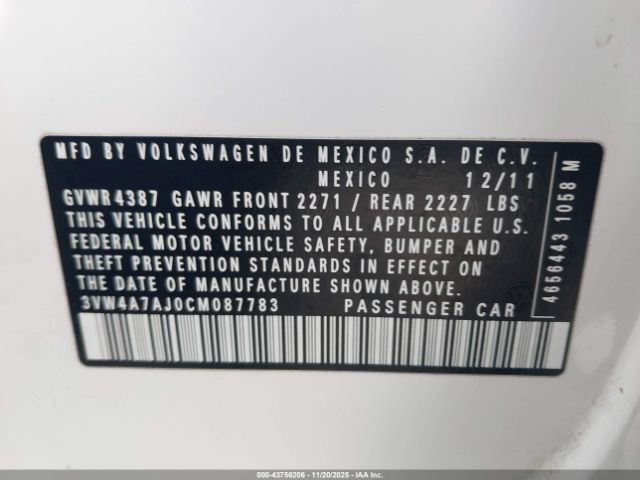 MFD BY VOLKSWAGEN DE MEXICO S.A. DE C.V.
MEXICO 12/11
GVWR 4387 GAWR FRONT 2271 / REAR 2227 LBS
THIS VEHICLE CONFORMS TO ALL APPLICABLE U.S.
FEDERAL MOTOR VEHICLE SAFETY, BUMPER AND
THEFT PREVENTION STANDARDS IN EFFECT ON
THE DATE OF MANUFACTURE SHOWN ABOVE.
3VW4A7AJ0CM087783 PASSENGER CAR
4656443 1058 M
000-43756206 - 11/20/2025 - IAAI.COM